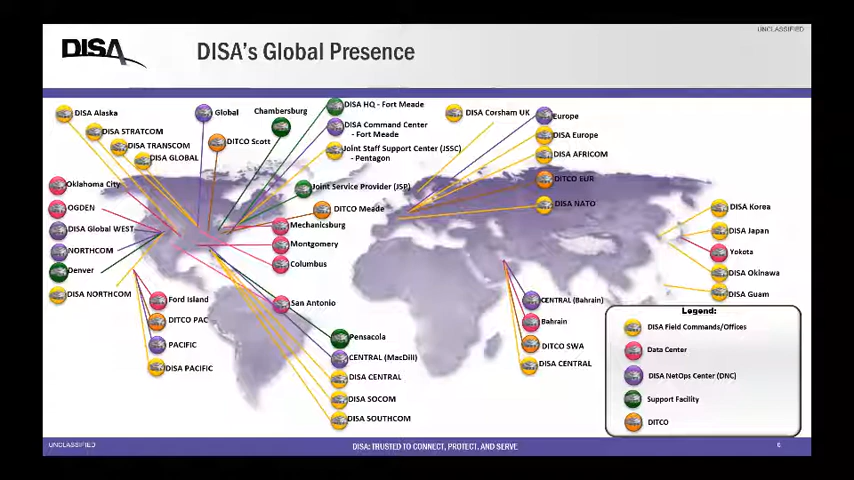 UNCLASSIFIED
DISA
DISA's Global Presence
DISA Alaska
DISA STRATCOM
DISA TRANSCOM
DISA GLOBAL
Global
DITCO Scott
Chambersburg
DISA HQ - Fort Meade
DISA Command Center
- Fort Meade
Joint Staff Support Center (JSSC)
- Pentagon
Joint Service Provider (JSP)
DITCO Meade
Mechanicsburg
Montgomery
Columbus
San Antonio
DISA Corsham UK
Europe
DISA Europe
DISA AFRICOM
DITCO EUR
DISA NATO
Oklahoma City
OGDEN
DISA Global WEST
NORTHCOM
Denver
DISA NORTHCOM
Ford Island
DITCO PAC
PACIFIC
DISA PACIFIC
Pensacola
CENTRAL (MacDill)
DISA CENTRAL
DISA SOCOM
DISA SOUTHCOM
CENTRAL (Bahrain)
Bahrain
DITCO SWA
DISA CENTRAL
DISA Korea
DISA Japan
Yokota
DISA Okinawa
DISA Guam
Legend:
DISA Field Commands/Offices
Data Center
DISA NetOps Center (DNC)
Support Facility
DITCO
UNCLASSIFIED
DISA: TRUSTED TO CONNECT, PROTECT, AND SERVE
6